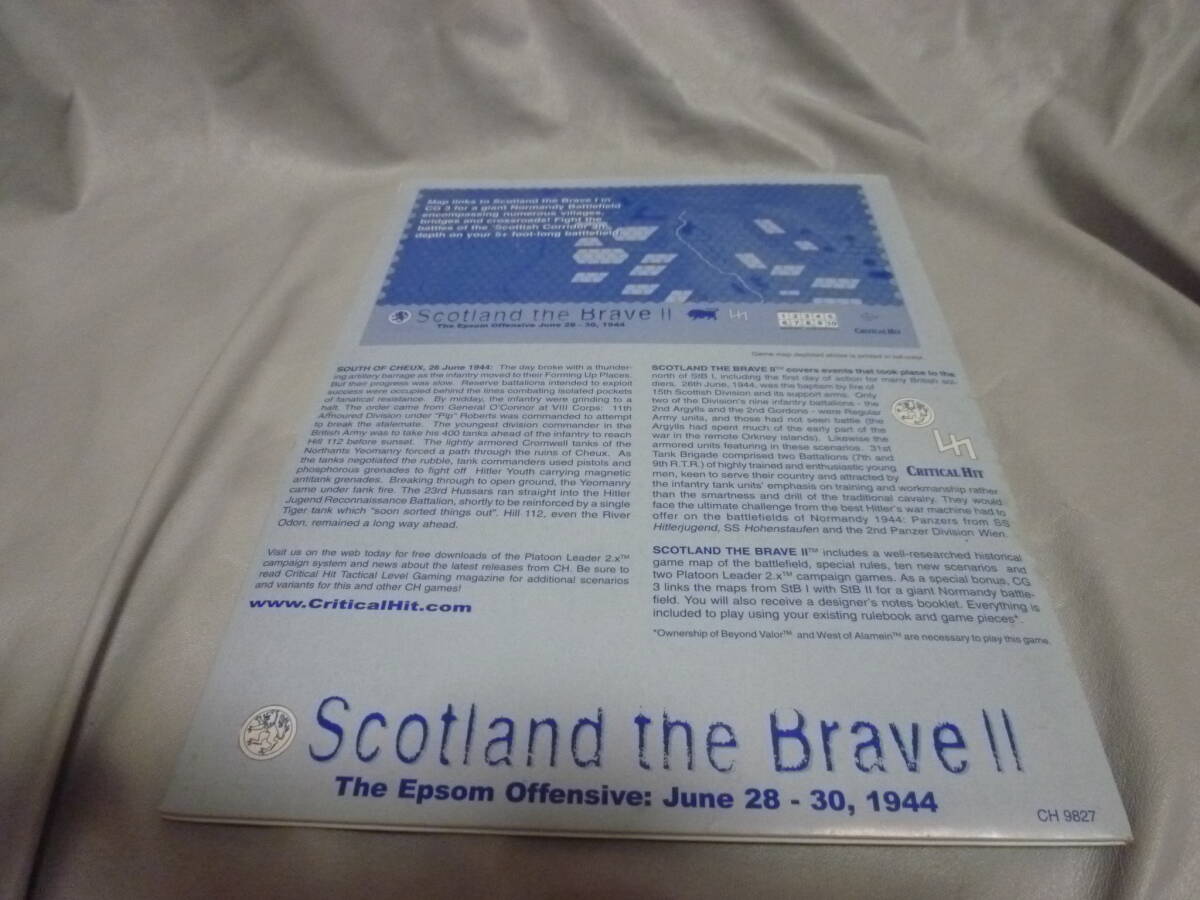 Map links to Scotland the Brave I in
CG 3 for a giant Normandy Battlefield
encompassing numerous villages,
bridges and crossroads! Fight the
battles of the 'Scottish Corridor' in
depth on your 5+ foot-long battlefield
Scotland the Brave II
The Epsom Offensive June 28 - 30, 1944
CRITICAL HIT
Game map depicted above is printed in full-color.
SOUTH OF CHEUX, 26 June 1944: The day broke with a thunder-
ing artillery barrage as the infantry moved to their Forming Up Places.
But their progress was slow. Reserve battalions intended to exploit
success were occupied behind the lines combating isolated pockets
of fanatical resistance. By midday, the infantry were grinding to a
halt. The order came from General O'Connor at VIII Corps: 11th
Armoured Division under "Pip" Roberts was commanded to attempt
to break the stalemate. The youngest division commander in the
British Army was to take his 400 tanks ahead of the infantry to reach
Hill 112 before sunset. The lightly armored Cromwell tanks of the
Northants Yeomanry forced a path through the ruins of Cheux. As
the tanks negotiated the rubble, tank commanders used pistols and
phosphorous grenades to fight off Hitler Youth carrying magnetic
antitank grenades. Breaking through to open ground, the Yeomanry
came under tank fire. The 23rd Hussars ran straight into the Hitler
Jugend Reconnaissance Battalion, shortly to be reinforced by a single
Tiger tank which "soon sorted things out". Hill 112, even the River
Odon, remained a long way ahead.
Visit us on the web today for free downloads of the Platoon Leader 2.x™
campaign system and news about the latest releases from CH. Be sure to
read Critical Hit Tactical Level Gaming magazine for additional scenarios
and variants for this and other CH games!
www.CriticalHit.com
SCOTLAND THE BRAVE II™ covers events that took place to the
north of StB I, including the first day of action for many British sol-
diers. 26th June, 1944, was the baptism by fire of
15th Scottish Division and its support arms. Only
two of the Division's nine infantry battalions - the
2nd Argylls and the 2nd Gordons - were Regular
Army units, and those had not seen battle (the
Argylls had spent much of the early part of the
war in the remote Orkney islands). Likewise the
armored units featuring in these scenarios. 31st
Tank Brigade comprised two Battalions (7th and
9th R.T.R.) of highly trained and enthusiastic young
men, keen to serve their country and attracted by
the infantry tank units' emphasis on training and workmanship rather
than the smartness and drill of the traditional cavalry. They would
face the ultimate challenge from the best Hitler's war machine had to
offer on the battlefields of Normandy 1944: Panzers from SS
Hitlerjugend, SS Hohenstaufen and the 2nd Panzer Division Wien.
CRITICAL HIT
SCOTLAND THE BRAVE II™ includes a well-researched historical
game map of the battlefield, special rules, ten new scenarios and
two Platoon Leader 2.x™ campaign games. As a special bonus, CG
3 links the maps from StB I with StB II for a giant Normandy battle-
field. You will also receive a designer's notes booklet. Everything is
included to play using your existing rulebook and game pieces*.
*Ownership of Beyond Valor™ and West of Alamein™ are necessary to play this game.
Scotland the Brave II
The Epsom Offensive: June 28 - 30, 1944
CH 9827